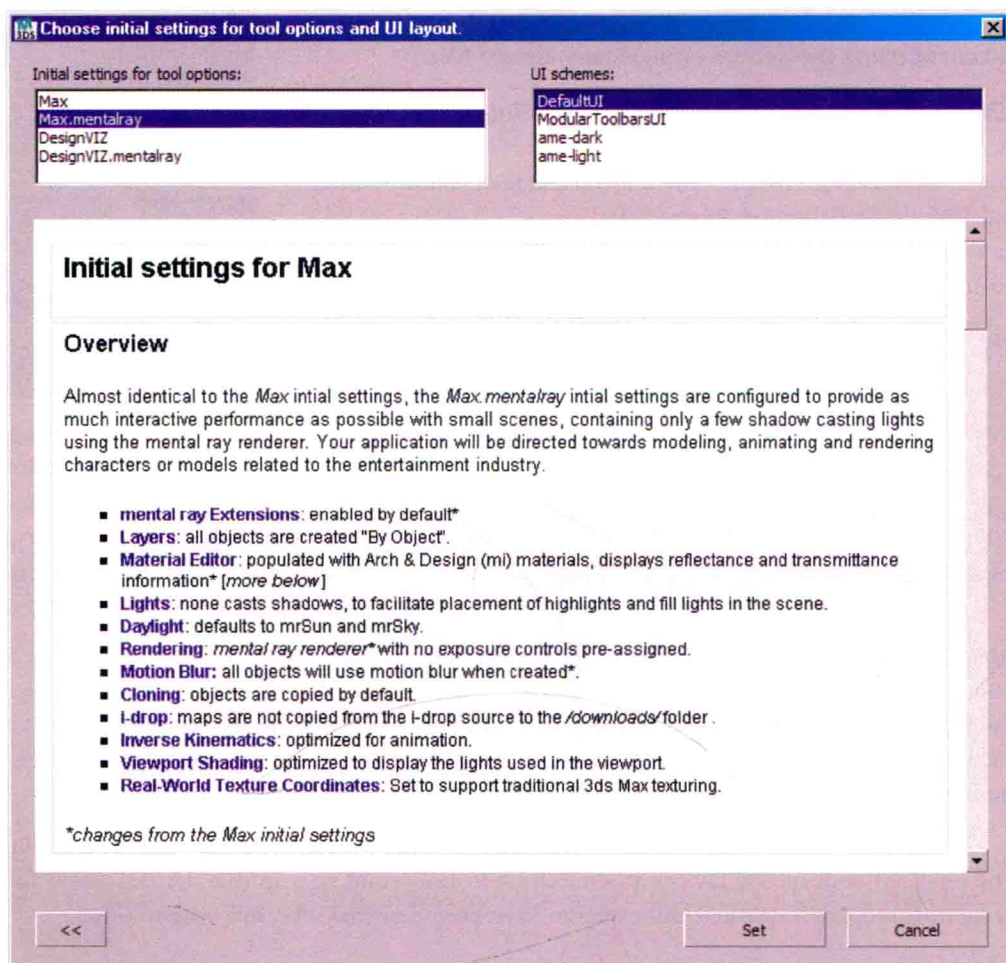 3DS
Choose initial settings for tool options and UI layout.
Initial settings for tool options:
Max
Max.mentalray
DesignVIZ
DesignVIZ.mentalray
UI schemes:
DefaultUI
ModularToolbarsUI
ame-dark
ame-light
Initial settings for Max
Overview
Almost identical to the Max intial settings, the Max.mentalray intial settings are configured to provide as
much interactive performance as possible with small scenes, containing only a few shadow casting lights
using the mental ray renderer. Your application will be directed towards modeling, animating and rendering
characters or models related to the entertainment industry.
■ mental ray Extensions: enabled by default*
■ Layers: all objects are created "By Object".
■ Material Editor: populated with Arch & Design (mi) materials, displays reflectance and transmittance
information* [more below]
■ Lights: none casts shadows, to facilitate placement of highlights and fill lights in the scene.
■ Daylight: defaults to mrSun and mrSky.
■ Rendering: mental ray renderer* with no exposure controls pre-assigned.
■ Motion Blur: all objects will use motion blur when created*.
■ Cloning: objects are copied by default.
■ i-drop: maps are not copied from the i-drop source to the /downloads/ folder .
■ Inverse Kinematics: optimized for animation.
■ Viewport Shading: optimized to display the lights used in the viewport.
■ Real-World Texture Coordinates: Set to support traditional 3ds Max texturing.
*changes from the Max initial settings
<<
Set
Cancel